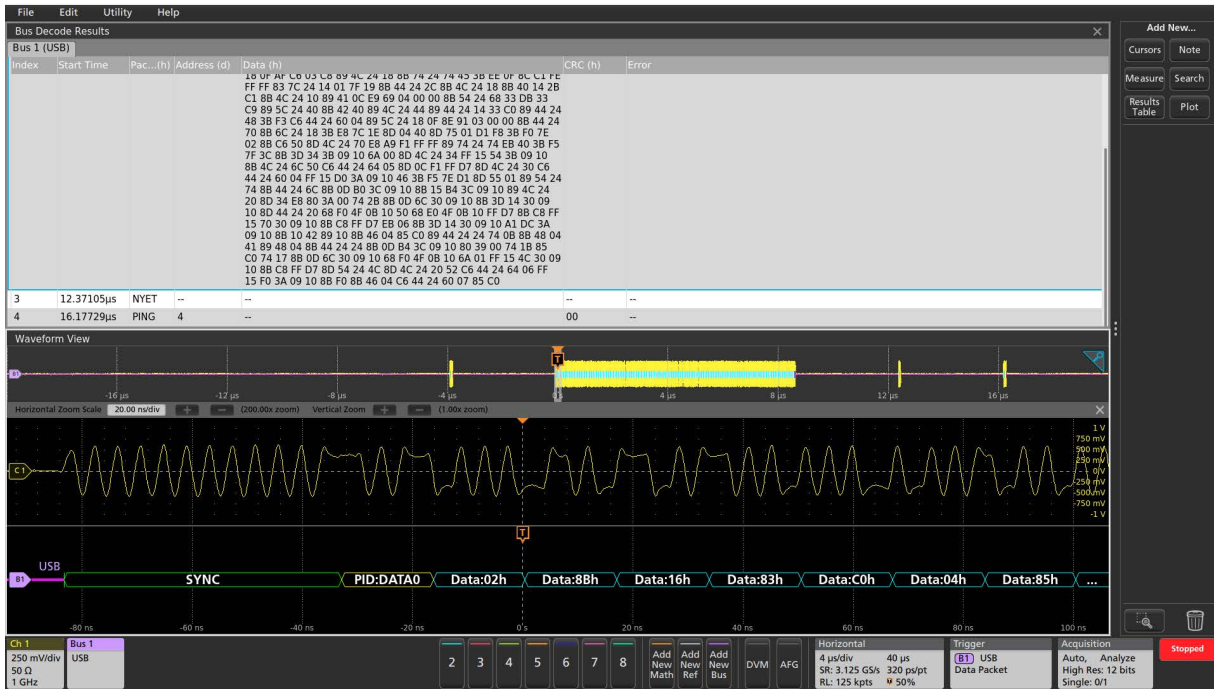 File Edit Utility Help
Bus Decode Results
Bus 1 (USB)
Index Start Time Pac...(h) Address (d) Data (h) CRC (h) Error
18 0F AF C6 03 C8 89 4C 24 18 8B 74 24 74 45 3B EE 0F 8C C1 FE
FF FF 83 7C 24 14 01 7F 19 8B 44 24 2C 8B 4C 24 18 8B 40 14 2B
C1 8B 4C 24 10 89 41 0C E9 69 04 00 00 8B 54 24 68 33 DB 33
C9 89 5C 24 40 8B 42 40 89 4C 24 44 89 44 24 14 33 C0 89 44 24
48 3B F3 C6 44 24 60 04 89 5C 24 18 0F 8E 91 03 00 00 8B 44 24
70 8B 6C 24 18 3B E8 7C 1E 8D 04 40 8D 75 01 D1 F8 3B F0 7E
02 8B C6 50 8D 4C 24 70 E8 A9 F1 FF FF 89 74 24 74 EB 40 3B F5
7F 3C 8B 3D 34 3B 09 10 6A 00 8D 4C 24 34 FF 15 54 3B 09 10
8B 4C 24 6C 50 C6 44 24 64 05 8D 0C F1 FF D7 8D 4C 24 30 C6
44 24 60 04 FF 15 D0 3A 09 10 46 3B F5 7E D1 8D 55 01 89 54 24
74 8B 44 24 6C 8B 0D B0 3C 09 10 8B 15 B4 3C 09 10 89 4C 24
20 8D 34 E8 80 3A 00 74 2B 8B 0D 6C 30 09 10 8B 3D 14 30 09
10 8D 44 24 20 68 F0 4F 0B 10 50 68 E0 4F 0B 10 FF D7 8B C8 FF
15 70 30 09 10 8B C8 FF D7 EB 06 8B 3D 14 30 09 10 A1 DC 3A
09 10 8B 10 42 89 10 8B 46 04 85 C0 89 44 24 24 74 0B 8B 48 04
41 89 48 04 8B 44 24 24 8B 0D B4 3C 09 10 80 39 00 74 1B 85
C0 74 17 8B 0D 6C 30 09 10 68 F0 4F 0B 10 6A 01 FF 15 4C 30 09
10 8B C8 FF D7 8D 54 24 4C 8D 4C 24 20 52 C6 44 24 64 06 FF
15 F0 3A 09 10 8B F0 8B 46 04 C6 44 24 60 07 85 C0
3 12.37105µs NYET -- -- -- --
4 16.17729µs PING 4 -- 00 --
Waveform View
T
B1
-16 µs -12 µs -8 µs -4 µs 0 s 4 µs 8 µs 12 µs 16 µs
Horizontal Zoom Scale 20.00 ns/div + − (200.00x zoom) Vertical Zoom + − (1.00x zoom)
1 V
750 mV
500 mV
250 mV
C 1 0 V
-250 mV
-500 mV
-750 mV
-1 V
T
USB
B1 SYNC PID:DATA0 Data:02h Data:8Bh Data:16h Data:83h Data:C0h Data:04h Data:85h ...
-80 ns -60 ns -40 ns -20 ns 0 s 20 ns 40 ns 60 ns 80 ns 100 ns
Add New...
Cursors Note
Measure Search
Results Table Plot
Ch 1
250 mV/div
50 Ω
1 GHz
Bus 1
USB
2 3 4 5 6 7 8
Add New Math
Add New Ref
Add New Bus
DVM AFG
Horizontal
4 µs/div 40 µs
SR: 3.125 GS/s 320 ps/pt
RL: 125 kpts 50%
Trigger
B1 USB
Data Packet
Acquisition
Auto, Analyze
High Res: 12 bits
Single: 0/1
Stopped